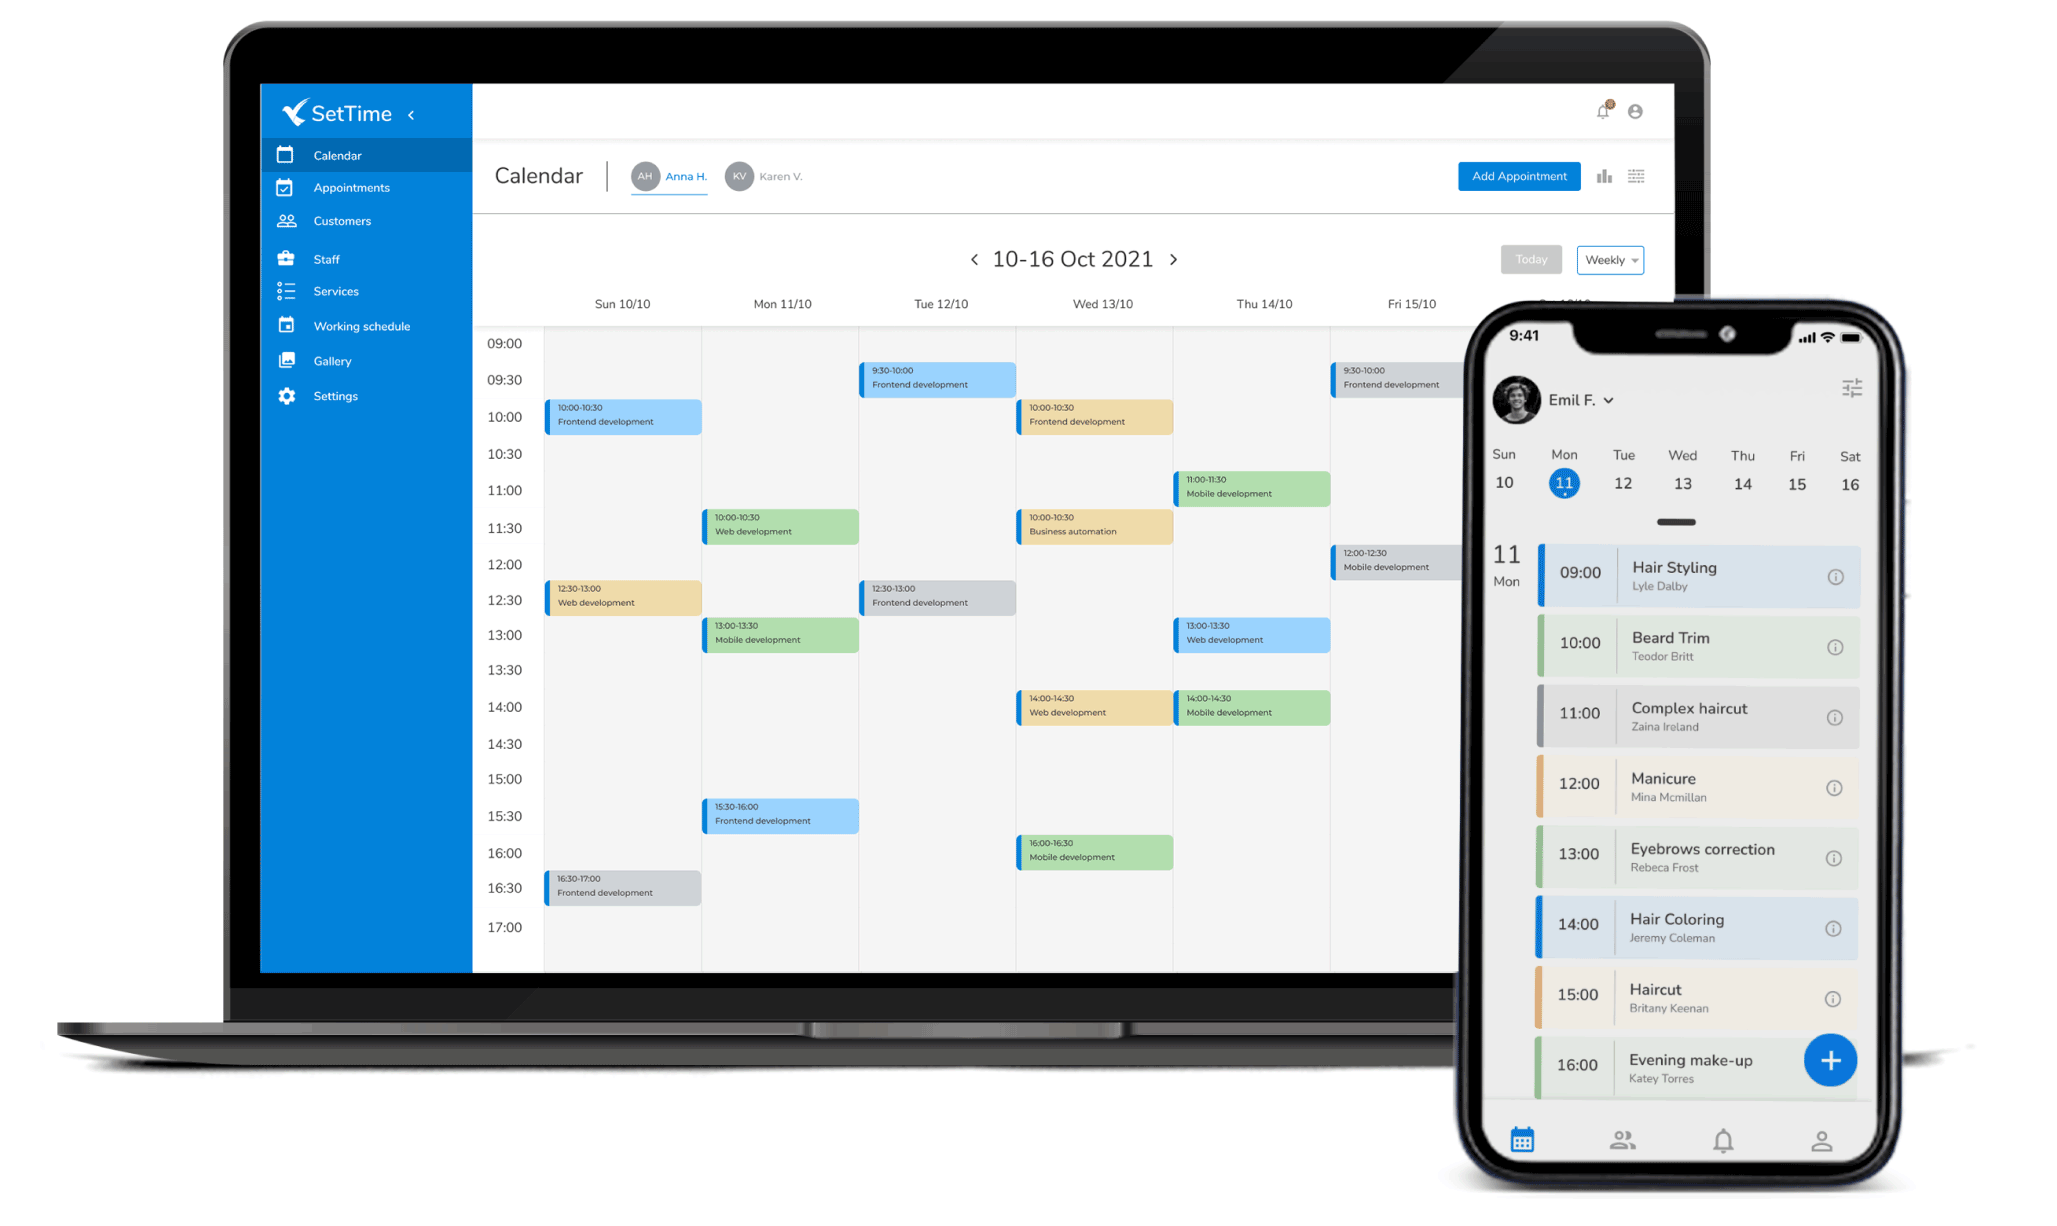 SetTime
Calendar
Appointments
Customers
Staff
Services
Working schedule
Gallery
Settings
Calendar
AH Anna H. KV Karen V.
Add Appointment
10-16 Oct 2021
Today Weekly
Sun 10/10 Mon 11/10 Tue 12/10 Wed 13/10 Thu 14/10 Fri 15/10
09:00
09:30
10:00
10:30
11:00
11:30
12:00
12:30
13:00
13:30
14:00
14:30
15:00
15:30
16:00
16:30
17:00
10:00-10:30
Frontend development
12:30-13:00
Web development
16:30-17:00
Frontend development
10:00-10:30
Web development
13:00-13:30
Mobile development
15:30-16:00
Frontend development
9:30-10:00
Frontend development
12:30-13:00
Frontend development
10:00-10:30
Frontend development
10:00-10:30
Business automation
14:00-14:30
Web development
16:00-16:30
Mobile development
11:00-11:30
Mobile development
13:00-13:30
Web development
14:00-14:30
Mobile development
9:30-10:00
Frontend development
12:00-12:30
Mobile development
9:41
Emil F.
Sun Mon Tue Wed Thu Fri Sat
10 11 12 13 14 15 16
11
Mon
09:00 Hair Styling
Lyle Dalby
10:00 Beard Trim
Teodor Britt
11:00 Complex haircut
Zaina Ireland
12:00 Manicure
Mina Mcmillan
13:00 Eyebrows correction
Rebeca Frost
14:00 Hair Coloring
Jeremy Coleman
15:00 Haircut
Britany Keenan
16:00 Evening make-up
Katey Torres